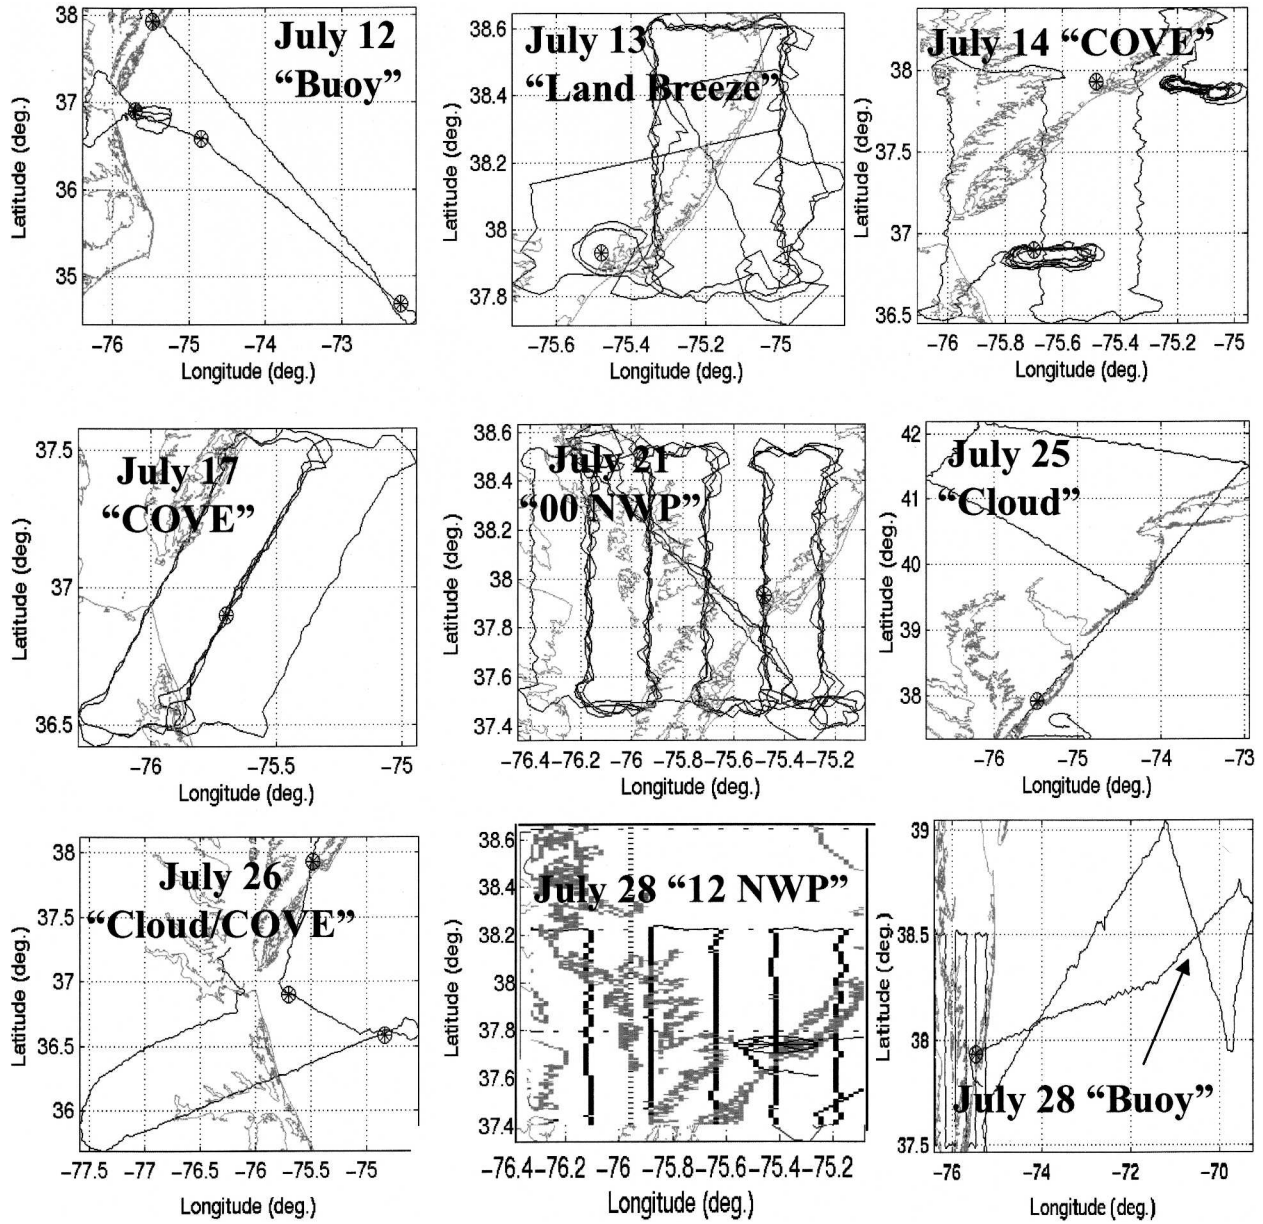 July 12
“Buoy”
38
37
36
35
Latitude (deg.)
−76 −75 −74 −73
Longitude (deg.)
July 13
“Land Breeze”
38.6
38.4
38.2
38
37.8
Latitude (deg.)
−75.6 −75.4 −75.2 −75
Longitude (deg.)
July 14 “COVE”
38
37.5
37
36.5
Latitude (deg.)
−76 −75.8 −75.6 −75.4 −75.2 −75
Longitude (deg.)
July 17
“COVE”
37.5
37
36.5
Latitude (deg.)
−76 −75.5 −75
Longitude (deg.)
July 21
“00 NWP”
38.6
38.4
38.2
38
37.8
37.6
37.4
Latitude (deg.)
−76.4 −76.2 −76 −75.8 −75.6 −75.4 −75.2
Longitude (deg.)
July 25
“Cloud”
42
41
40
39
38
Latitude (deg.)
−76 −75 −74 −73
Longitude (deg.)
July 26
“Cloud/COVE”
38
37.5
37
36.5
36
Latitude (deg.)
−77.5 −77 −76.5 −76 −75.5 −75
Longitude (deg.)
July 28 “12 NWP”
38.6
38.4
38.2
38
37.8
37.6
37.4
Latitude (deg.)
−76.4 −76.2 −76 −75.8 −75.6 −75.4 −75.2
Longitude (deg.)
39
38.5
38
37.5
Latitude (deg.)
July 28 “Buoy”
−76 −74 −72 −70
Longitude (deg.)